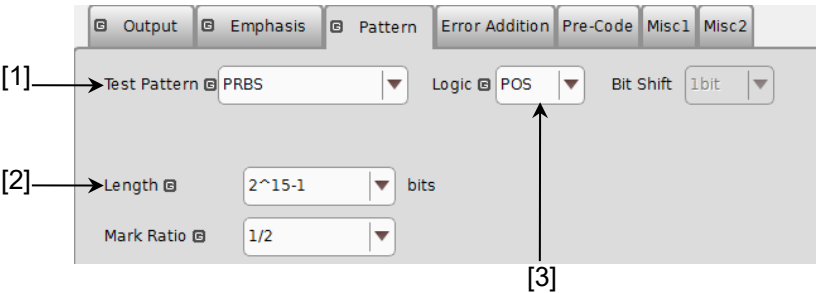 G Output G Emphasis G Pattern Error Addition Pre-Code Misc1 Misc2
[1] Test Pattern G PRBS Logic G POS Bit Shift 1bit
[2] Length G 2^15-1 bits
Mark Ratio G 1/2
[3]